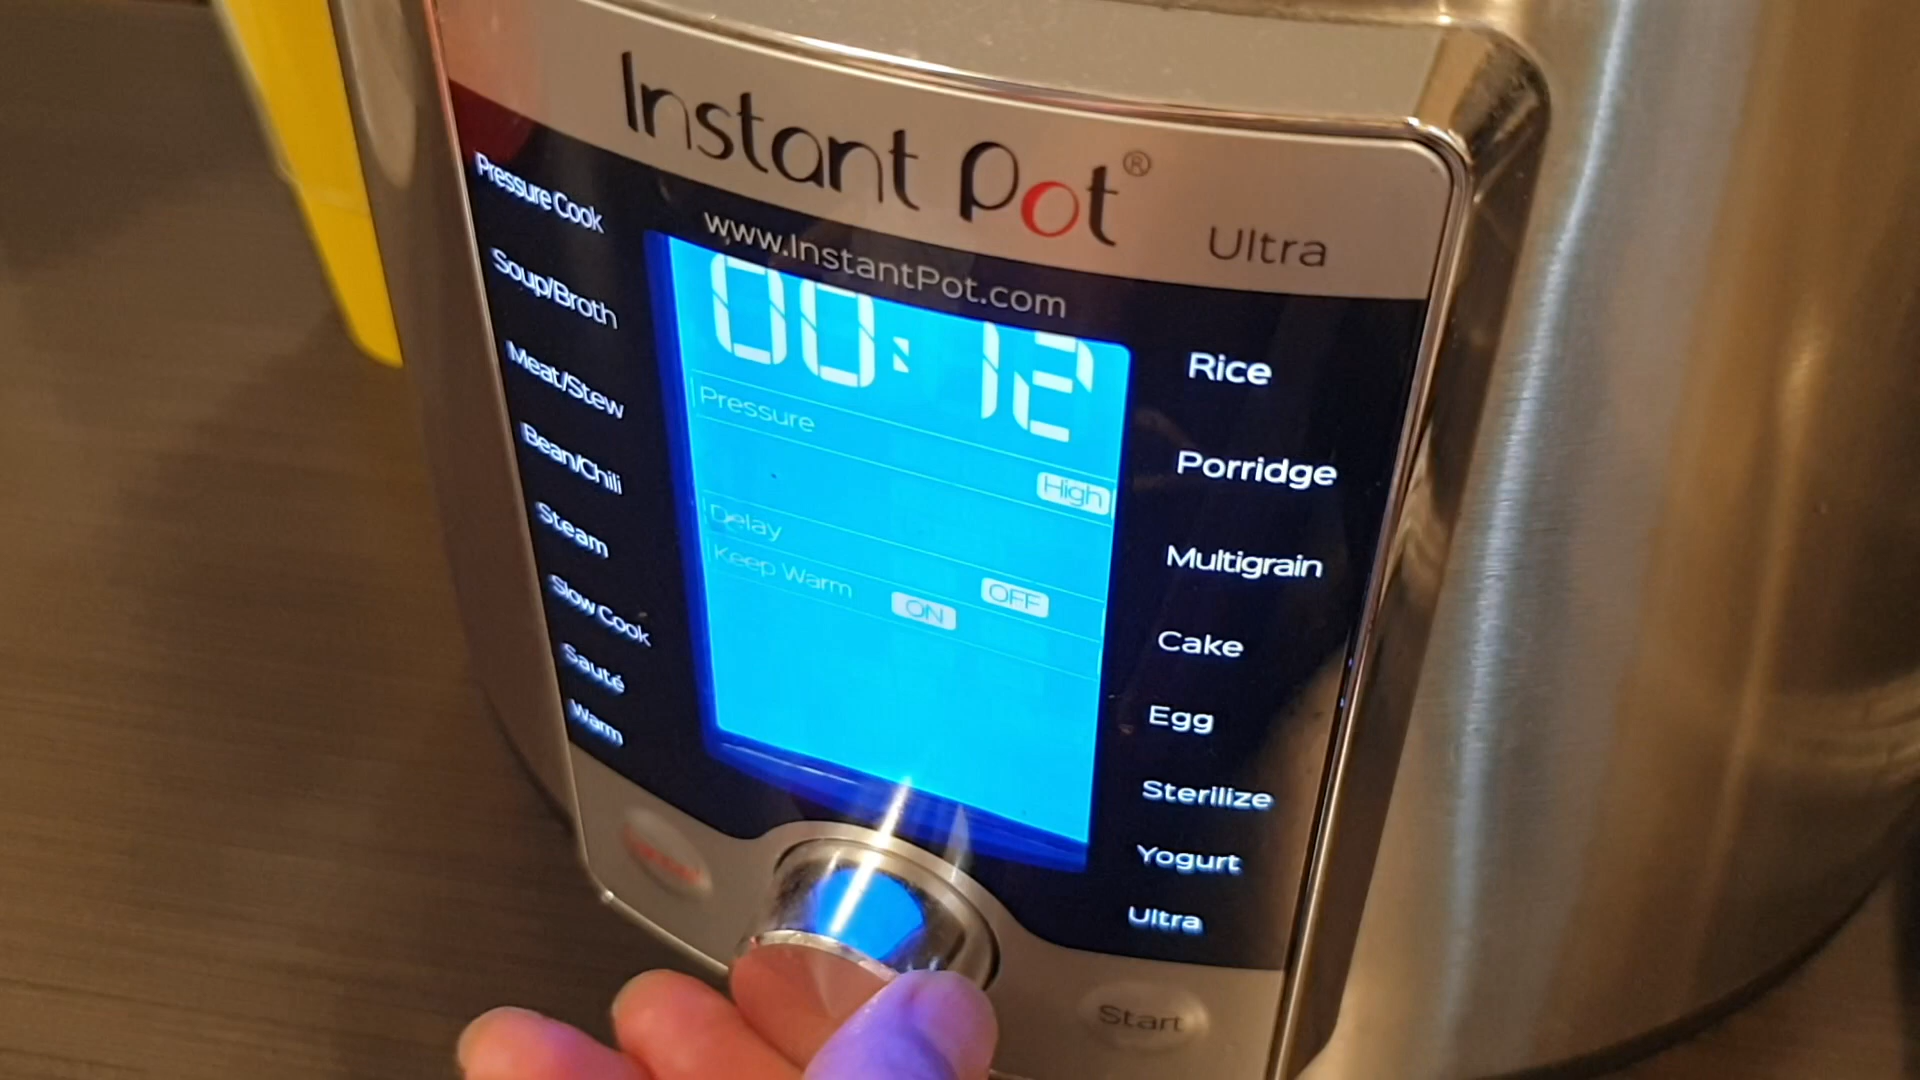 Instant Pot®
Ultra
www.InstantPot.com
Pressure Cook
Soup/Broth
Meat/Stew
Bean/Chili
Steam
Slow Cook
Sauté
Warm
00:12
Pressure
High
Delay
OFF
Keep Warm
ON
Rice
Porridge
Multigrain
Cake
Egg
Sterilize
Yogurt
Ultra
Start